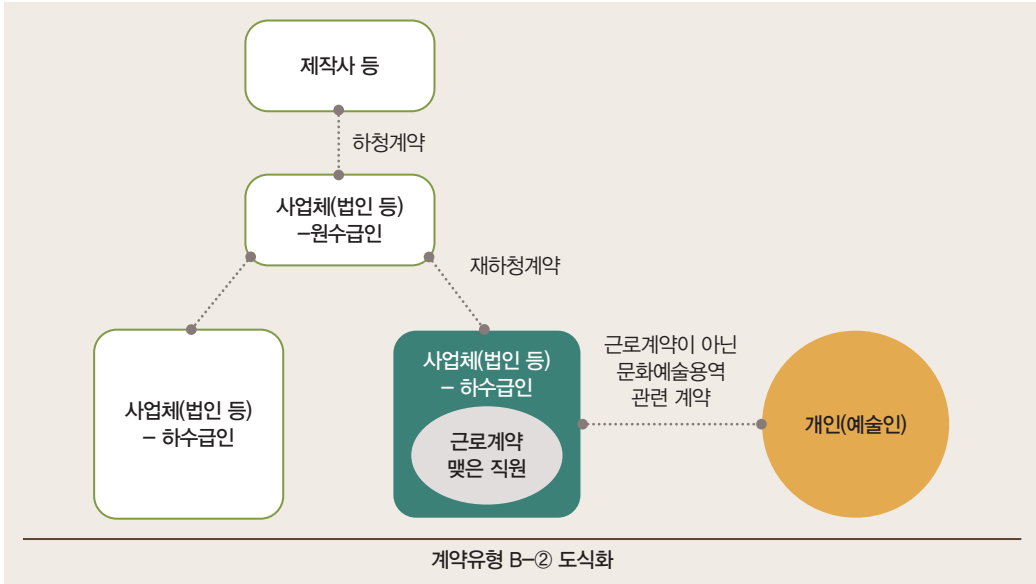 제작사 등
하청계약
사업체(법인 등)
–원수급인
재하청계약
사업체(법인 등)
– 하수급인
사업체(법인 등)
– 하수급인
근로계약
맺은 직원
근로계약이 아닌
문화예술용역
관련 계약
개인(예술인)
계약유형 B–② 도식화